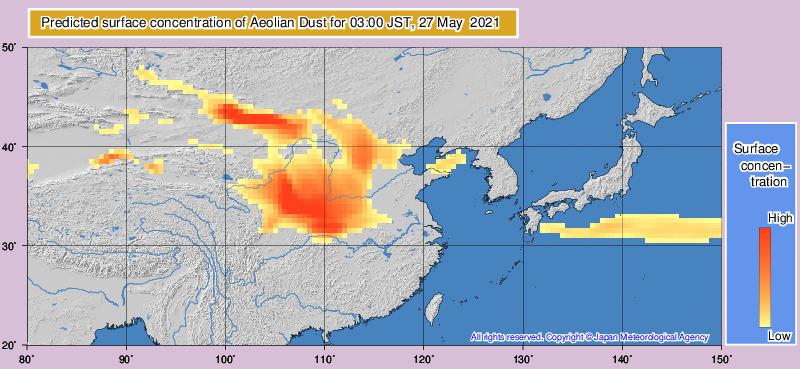 Predicted surface concentration of Aeolian Dust for 03:00 JST, 27 May 2021
50°
40°
30°
20°
80°
90°
100°
110°
120°
130°
140°
150°
Surface
concen–
tration
High
Low
All rights reserved. Copyright © Japan Meteorological Agency